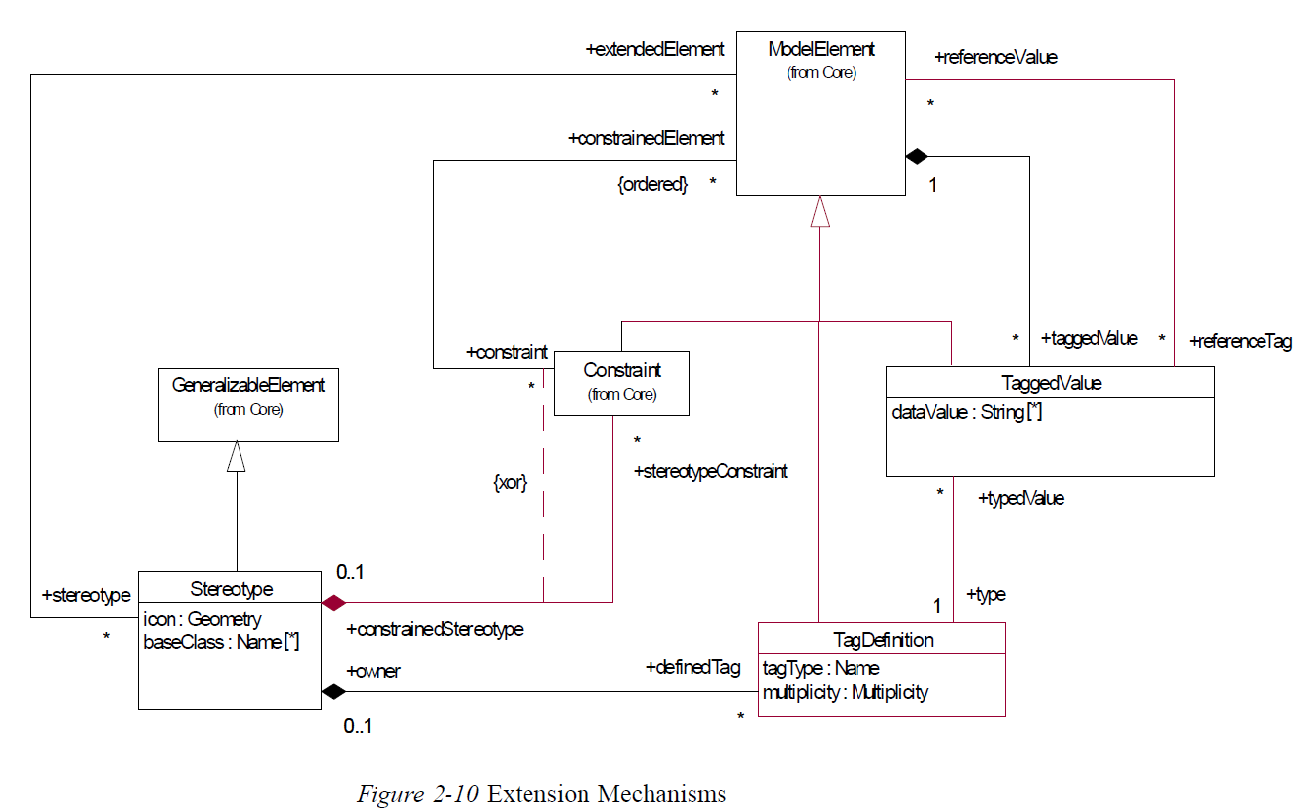 +extendedElement
ModelElement
(from Core)
+referenceValue
*
*
+constrainedElement
{ordered} *
1
+constraint
*
* +taggedValue
* +referenceTag
GeneralizableElement
(from Core)
Constraint
(from Core)
TaggedValue
dataValue : String [*]
*
+stereotypeConstraint
{xor}
*
+typedValue
0..1
+stereotype
*
Stereotype
icon : Geometry
baseClass : Name [*]
+constrainedStereotype
+owner
0..1
+definedTag
*
1
+type
TagDefinition
tagType : Name
multiplicity : Multiplicity
Figure 2-10 Extension Mechanisms